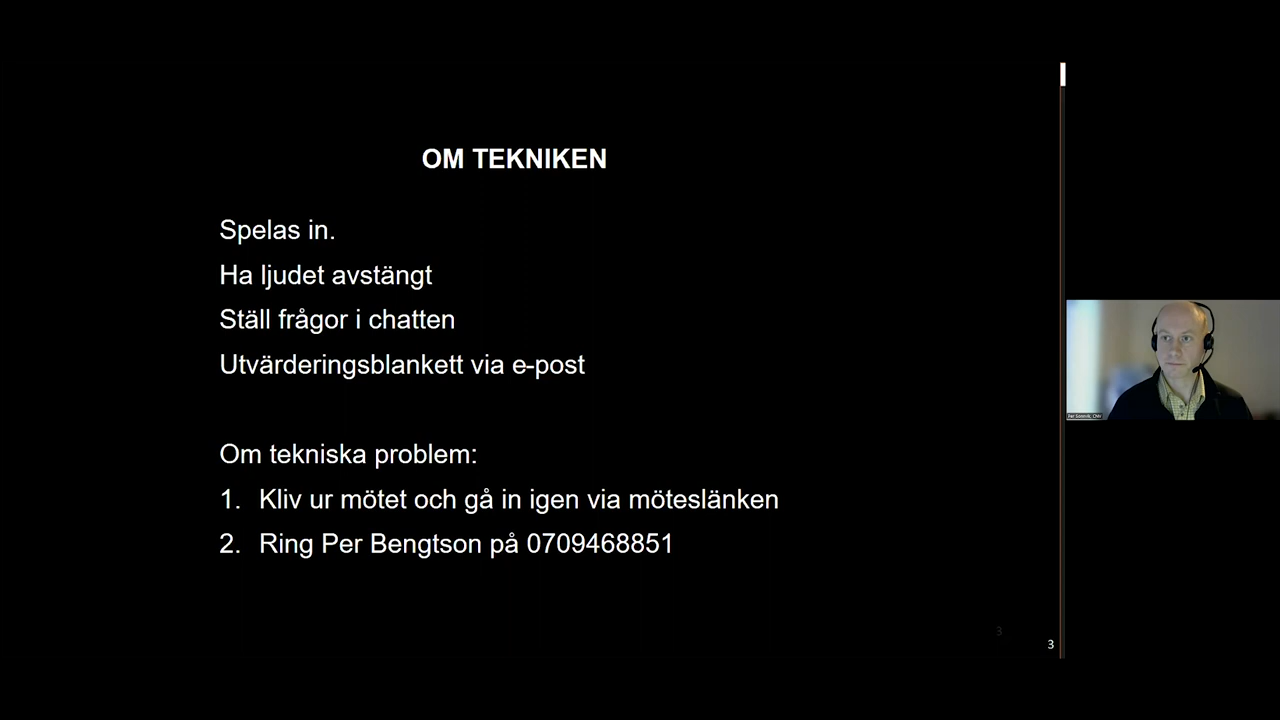 OM TEKNIKEN
Spelas in.
Ha ljudet avstängt
Ställ frågor i chatten
Utvärderingsblankett via e-post
Om tekniska problem:
1. Kliv ur mötet och gå in igen via möteslänken
2. Ring Per Bengtson på 0709468851
3
3